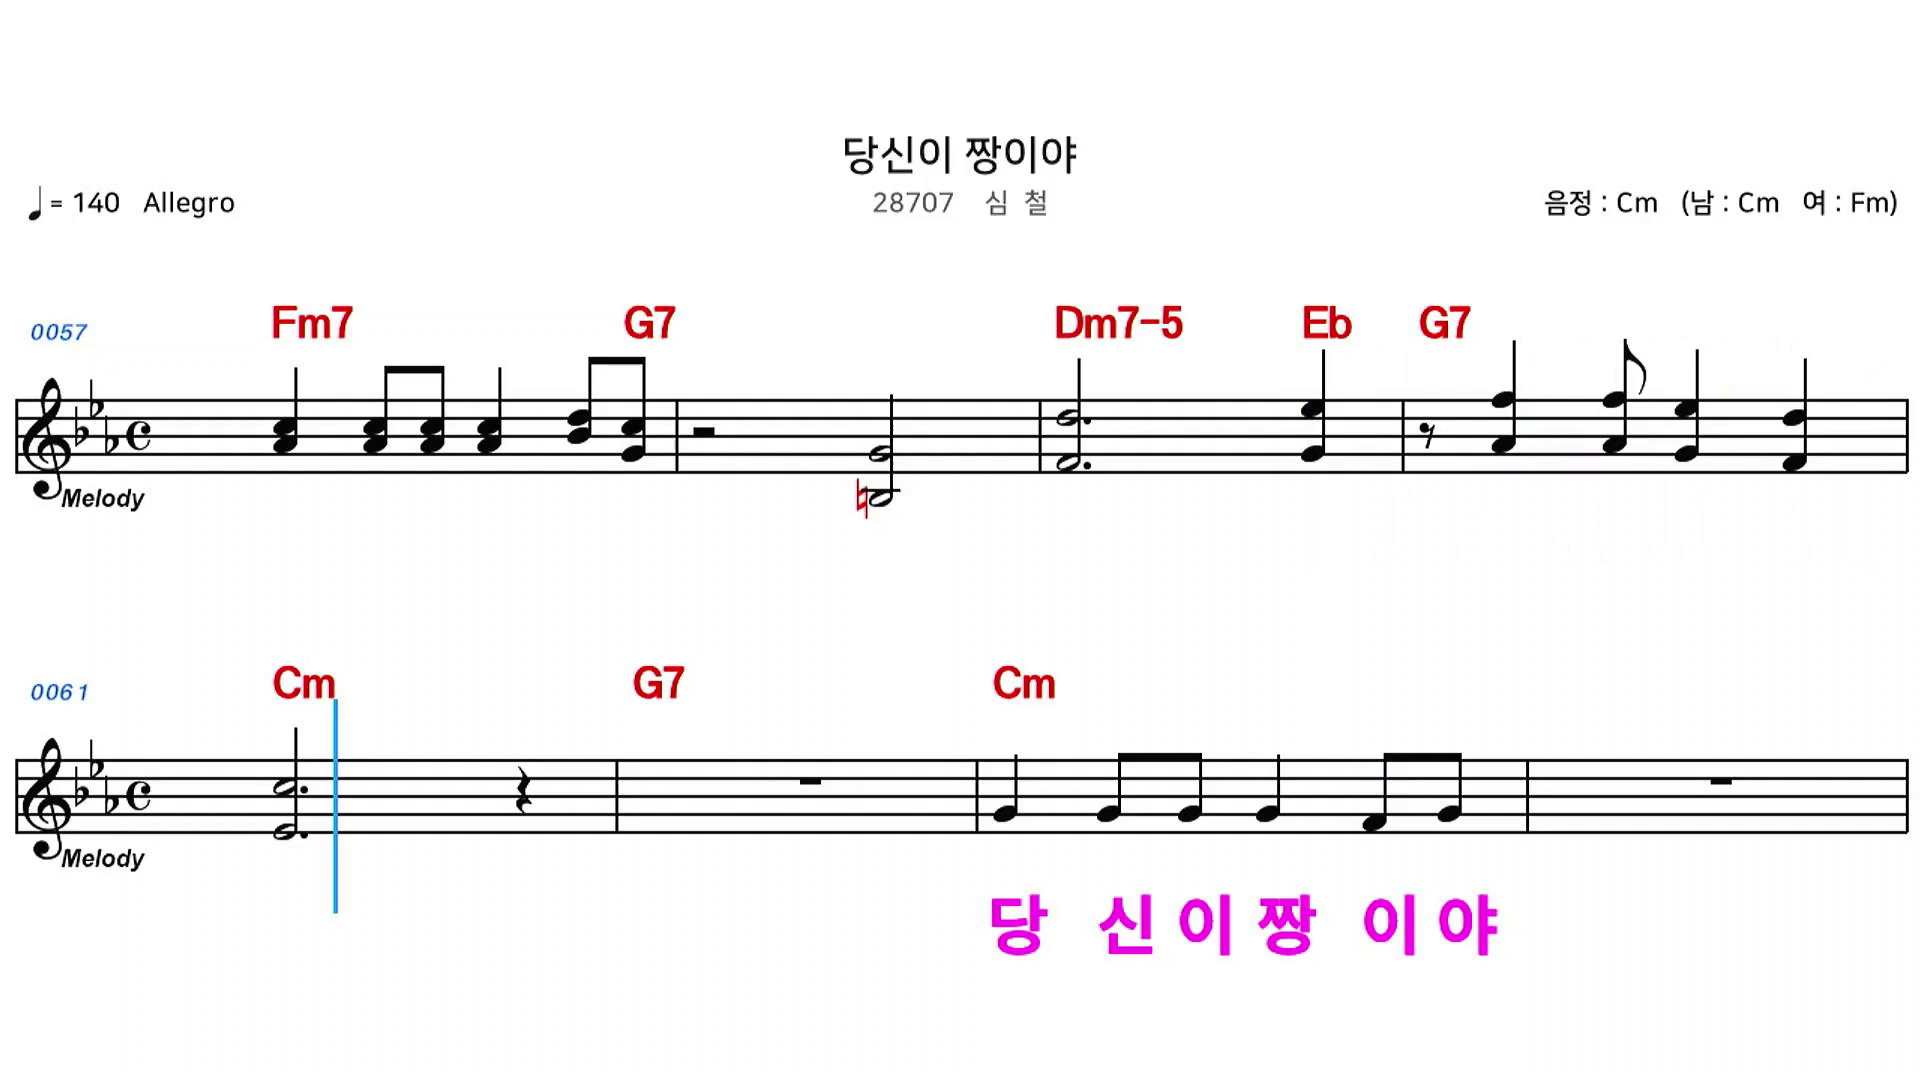 당신이 짱이야
♩= 140 Allegro 28707 심 철 음정 : Cm (남 : Cm 여 : Fm)
0057 Fm7 G7 Dm7-5 Eb G7
Melody
0061 Cm G7 Cm
Melody
당 신 이 짱 이 야